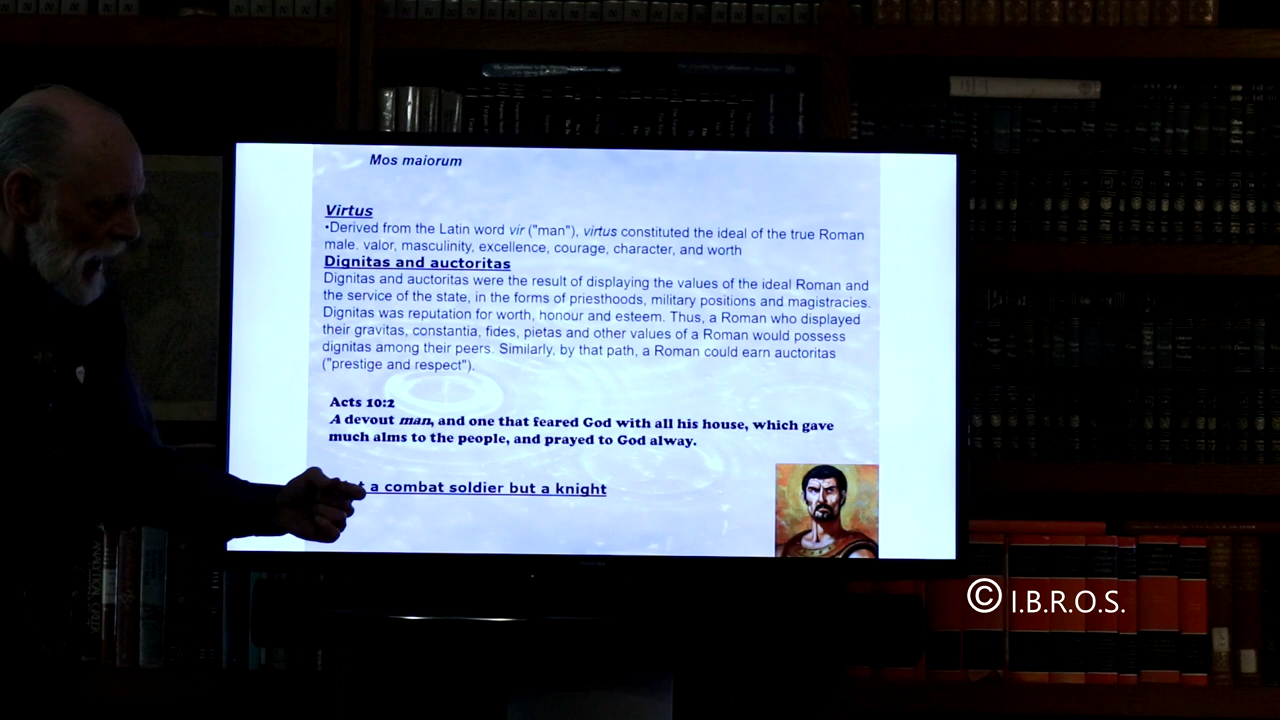 Mos maiorum
Virtus
•Derived from the Latin word vir ("man"), virtus constituted the ideal of the true Roman
male. valor, masculinity, excellence, courage, character, and worth
Dignitas and auctoritas
Dignitas and auctoritas were the result of displaying the values of the ideal Roman and
the service of the state, in the forms of priesthoods, military positions and magistracies.
Dignitas was reputation for worth, honour and esteem. Thus, a Roman who displayed
their gravitas, constantia, fides, pietas and other values of a Roman would possess
dignitas among their peers. Similarly, by that path, a Roman could earn auctoritas
("prestige and respect").
Acts 10:2
A devout man, and one that feared God with all his house, which gave
much alms to the people, and prayed to God alway.
a combat soldier but a knight
© I.B.R.O.S.